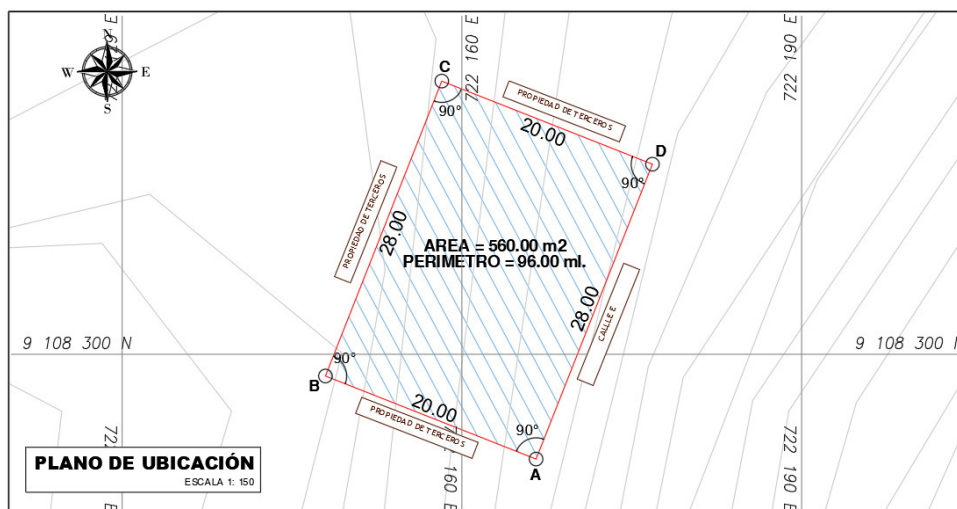 722 160 E
722 190 E
N
W E
S
C
90°
PROPIEDAD DE TERCEROS
20.00
D
90°
PROPIEDAD DE TERCEROS
28.00
AREA = 560.00 m2
PERIMETRO = 96.00 ml.
28.00
CALLE E
9 108 300 N
9 108 300 N
90°
B
20.00
PROPIEDAD DE TERCEROS
90°
A
PLANO DE UBICACIÓN
ESCALA 1: 150
722
160 E
722 190 E